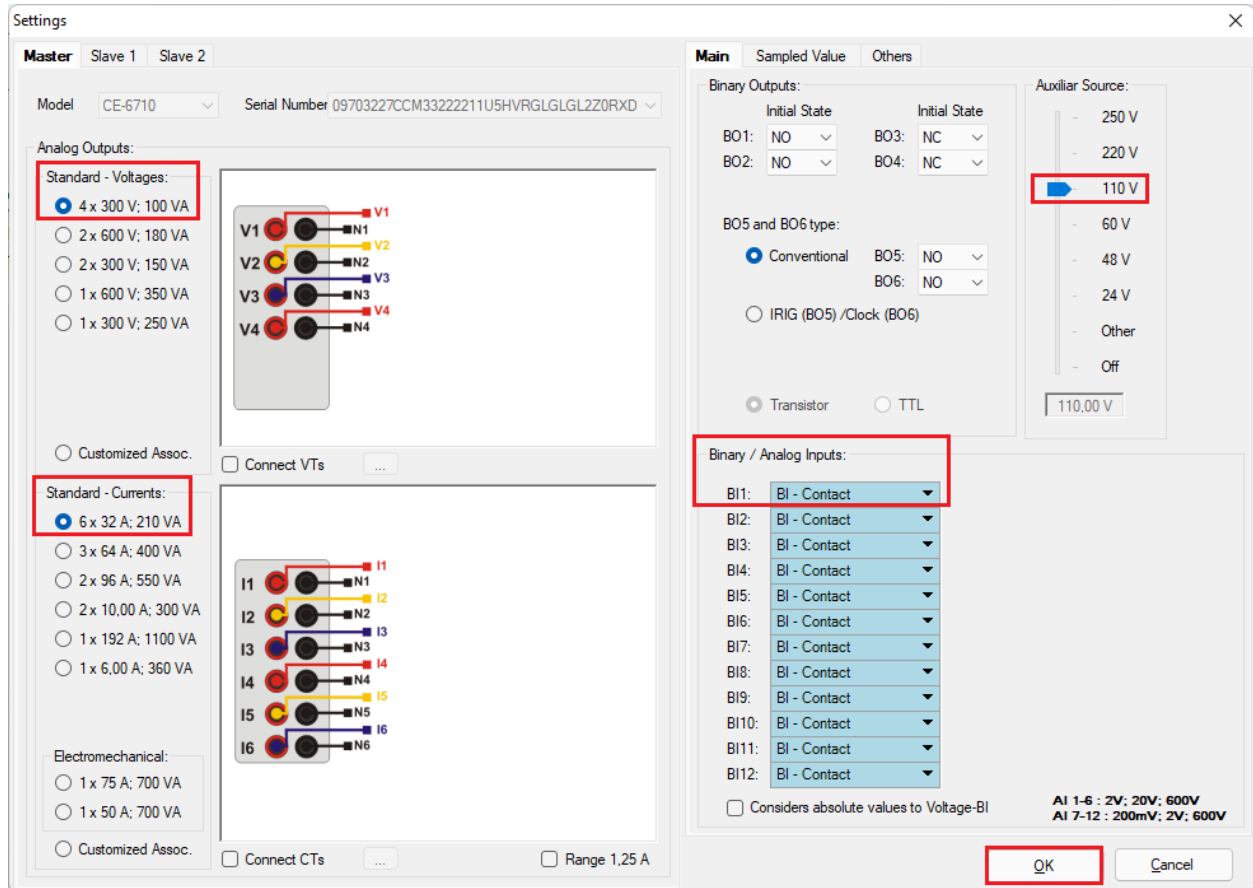 Settings
Master Slave 1 Slave 2
Model CE-6710 Serial Number 09703227CCM33222211U5HVRGLGLGL2Z0RXD
Analog Outputs:
Standard - Voltages:
4 x 300 V; 100 VA
2 x 600 V; 180 VA
2 x 300 V; 150 VA
1 x 600 V; 350 VA
1 x 300 V; 250 VA
Customized Assoc.
V1 V1 N1
V2 V2 N2
V3 V3 N3
V4 V4 N4
Connect VTs ...
Standard - Currents:
6 x 32 A; 210 VA
3 x 64 A; 400 VA
2 x 96 A; 550 VA
2 x 10,00 A; 300 VA
1 x 192 A; 1100 VA
1 x 6,00 A; 360 VA
Electromechanical:
1 x 75 A; 700 VA
1 x 50 A; 700 VA
Customized Assoc.
I1 I1 N1
I2 I2 N2
I3 I3 N3
I4 I4 N4
I5 I5 N5
I6 I6 N6
Connect CTs ... Range 1,25 A
Main Sampled Value Others
Binary Outputs:
Initial State Initial State
BO1: NO BO3: NC
BO2: NO BO4: NC
BO5 and BO6 type:
Conventional BO5: NO
BO6: NO
IRIG (BO5) /Clock (BO6)
Transistor TTL
Auxiliar Source:
250 V
220 V
110 V
60 V
48 V
24 V
Other
Off
110,00 V
Binary / Analog Inputs:
BI1: BI - Contact
BI2: BI - Contact
BI3: BI - Contact
BI4: BI - Contact
BI5: BI - Contact
BI6: BI - Contact
BI7: BI - Contact
BI8: BI - Contact
BI9: BI - Contact
BI10: BI - Contact
BI11: BI - Contact
BI12: BI - Contact
Considers absolute values to Voltage-BI
AI 1-6 : 2V; 20V; 600V
AI 7-12 : 200mV; 2V; 600V
OK Cancel